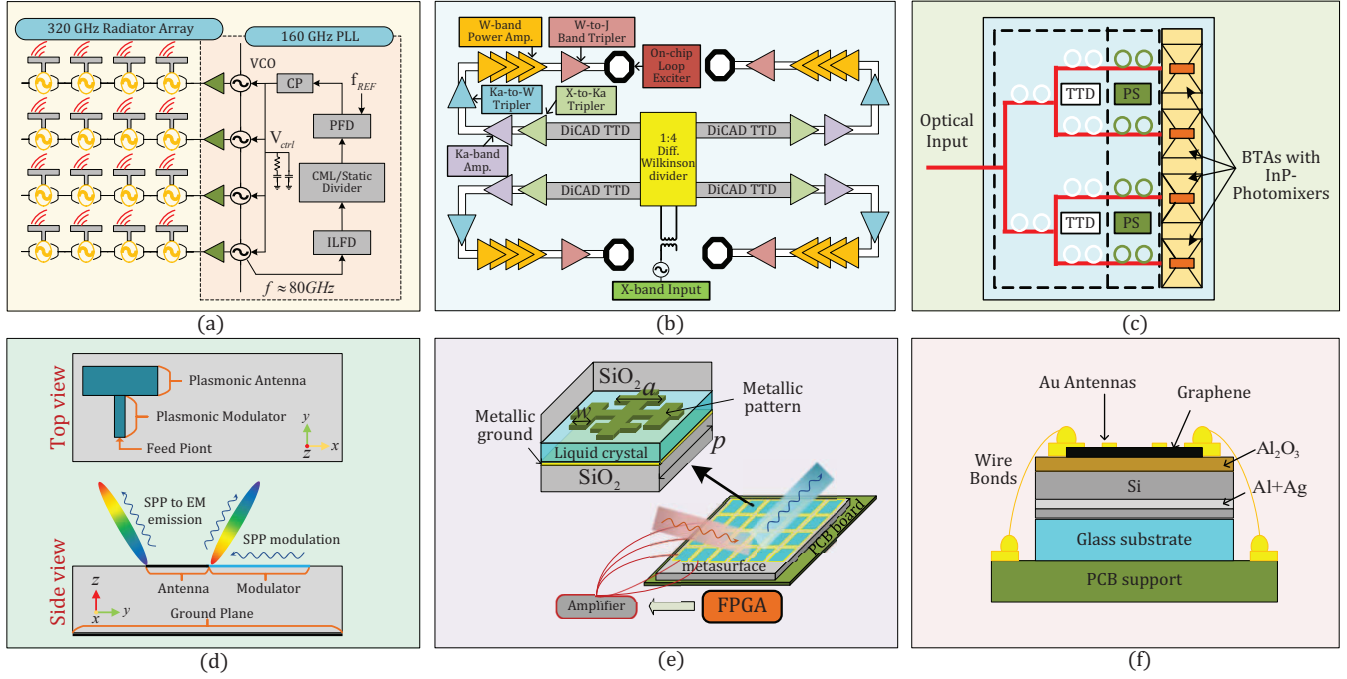 320 GHz Radiator Array
160 GHz PLL
VCO
CP
f_REF
PFD
V_ctrl
CML/Static
Divider
ILFD
f ≈ 80GHz
(a)
W-band
Power Amp.
W-to-J
Band Tripler
On-chip
Loop
Exciter
Ka-to-W
Tripler
X-to-Ka
Tripler
DiCAD TTD
DiCAD TTD
Ka-band
Amp.
1:4
Diff.
Wilkinson
divider
DiCAD TTD
DiCAD TTD
X-band Input
(b)
Optical
Input
TTD
PS
TTD
PS
BTAs with
InP-
Photomixers
(c)
Top view
Plasmonic Antenna
Plasmonic Modulator
Feed Piont
y
z
x
SPP to EM
emission
SPP modulation
Side view
Antenna
Modulator
z
x
y
Ground Plane
(d)
SiO2
a
w
Metallic
pattern
Metallic
ground
Liquid crystal
p
SiO2
PCB board
metasurface
Amplifier
FPGA
(e)
Au Antennas
Graphene
Wire
Bonds
Al2O3
Si
Al+Ag
Glass substrate
PCB support
(f)